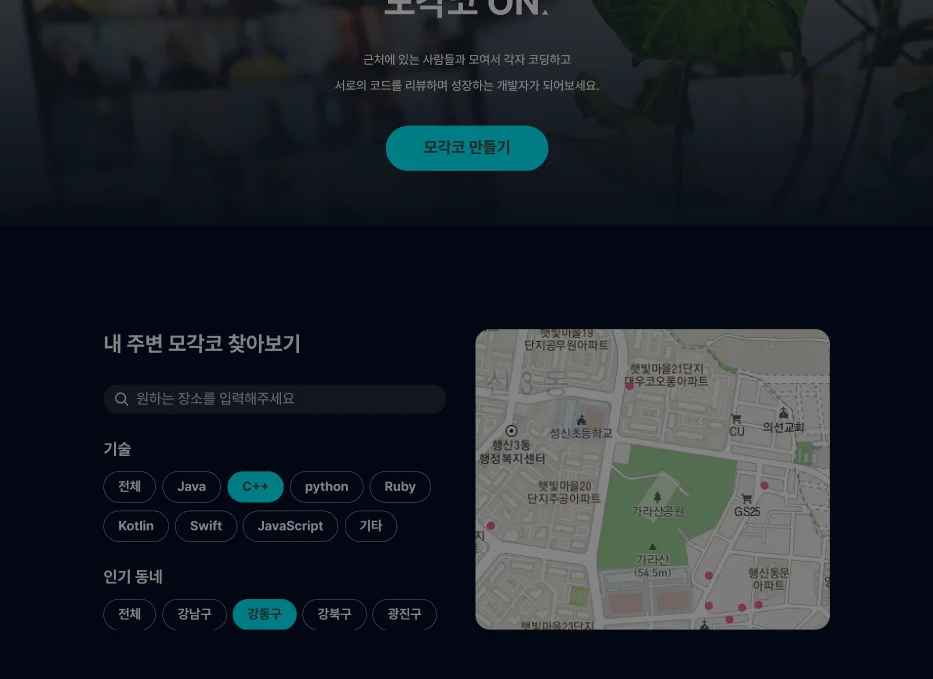 모각코 ON.
근처에 있는 사람들과 모여서 각자 코딩하고
서로의 코드를 리뷰하며 성장하는 개발자가 되어보세요.
모각코 만들기
내 주변 모각코 찾아보기
원하는 장소를 입력해주세요
기술
전체 Java C++ python Ruby
Kotlin Swift JavaScript 기타
인기 동네
전체 강남구 강동구 강북구 광진구
햇빛마을19
단지공무원아파트
햇빛마을21단지
대우코오롱아파트
신3동
성신초등학교
CU
의선교회
행신3동
행정복지센터
햇빛마을20
단지주공아파트
가라산공원
GS25
지
가라산
(54.5m)
행신동문
아파트
햇빛마을23단지